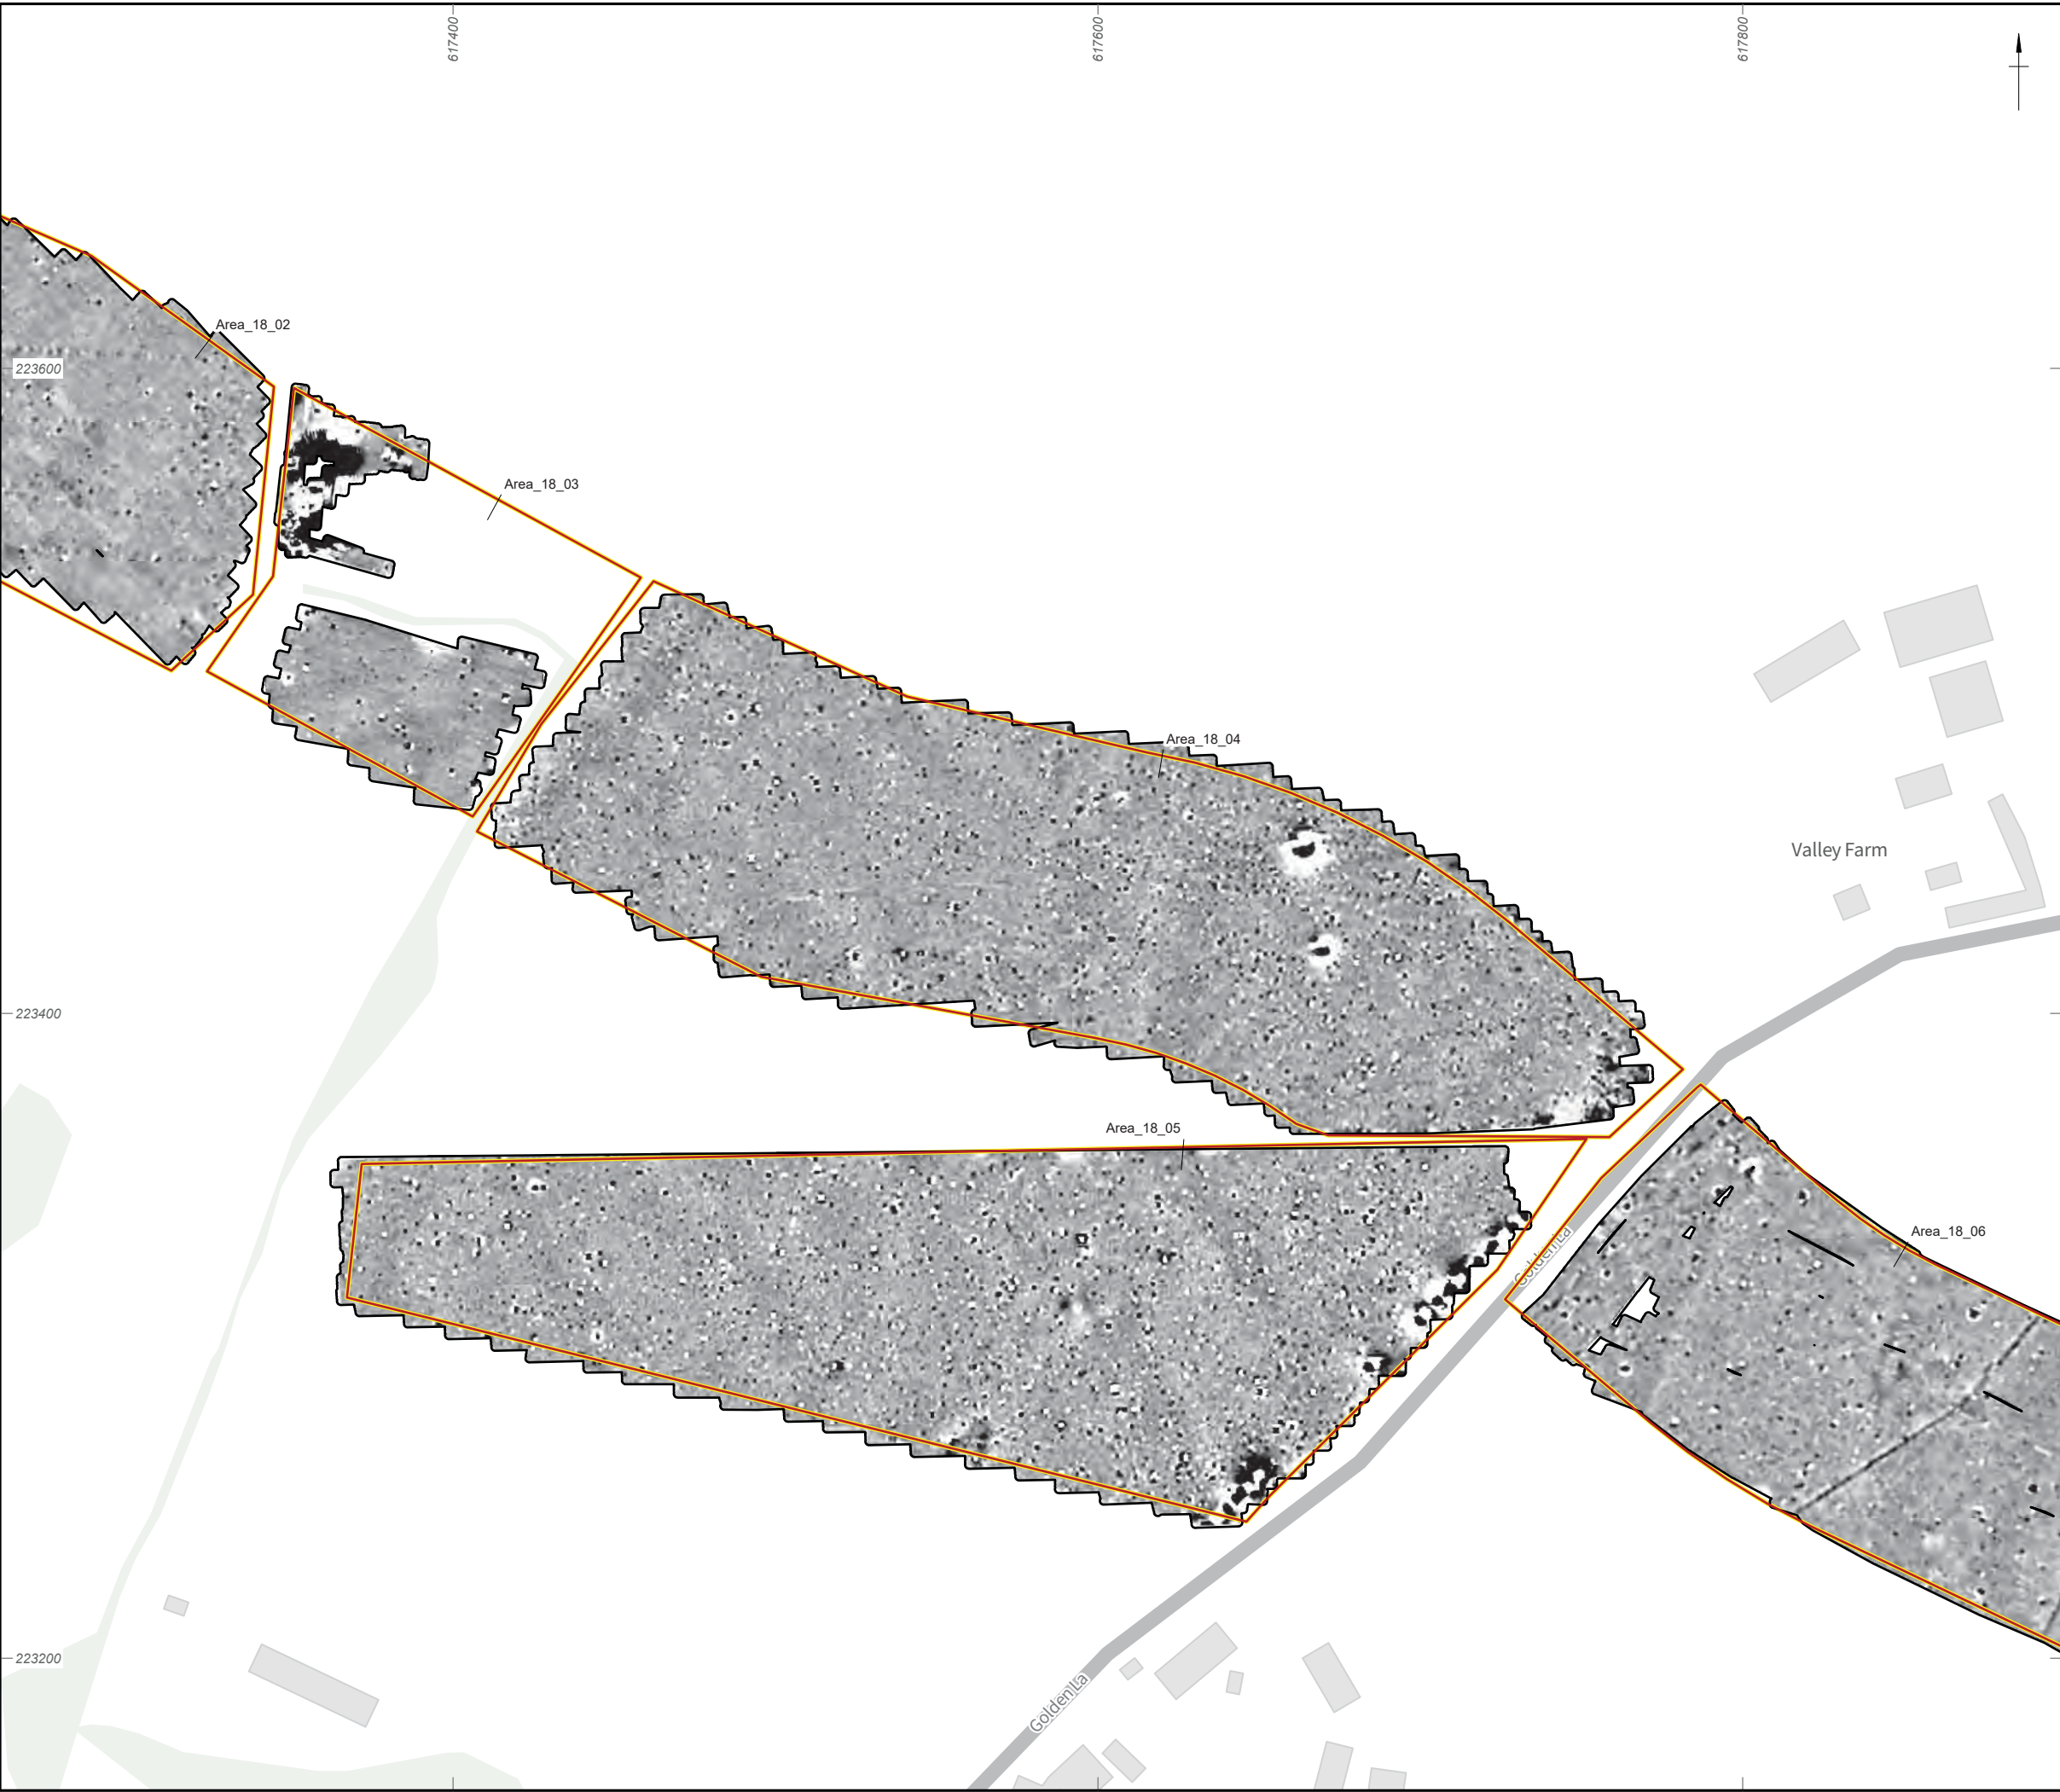 617400
617600
617800
Area_18_02
223600
Area_18_03
Area_18_04
Valley Farm
223400
Area_18_05
Area_18_06
Golden La
223200
Golden La